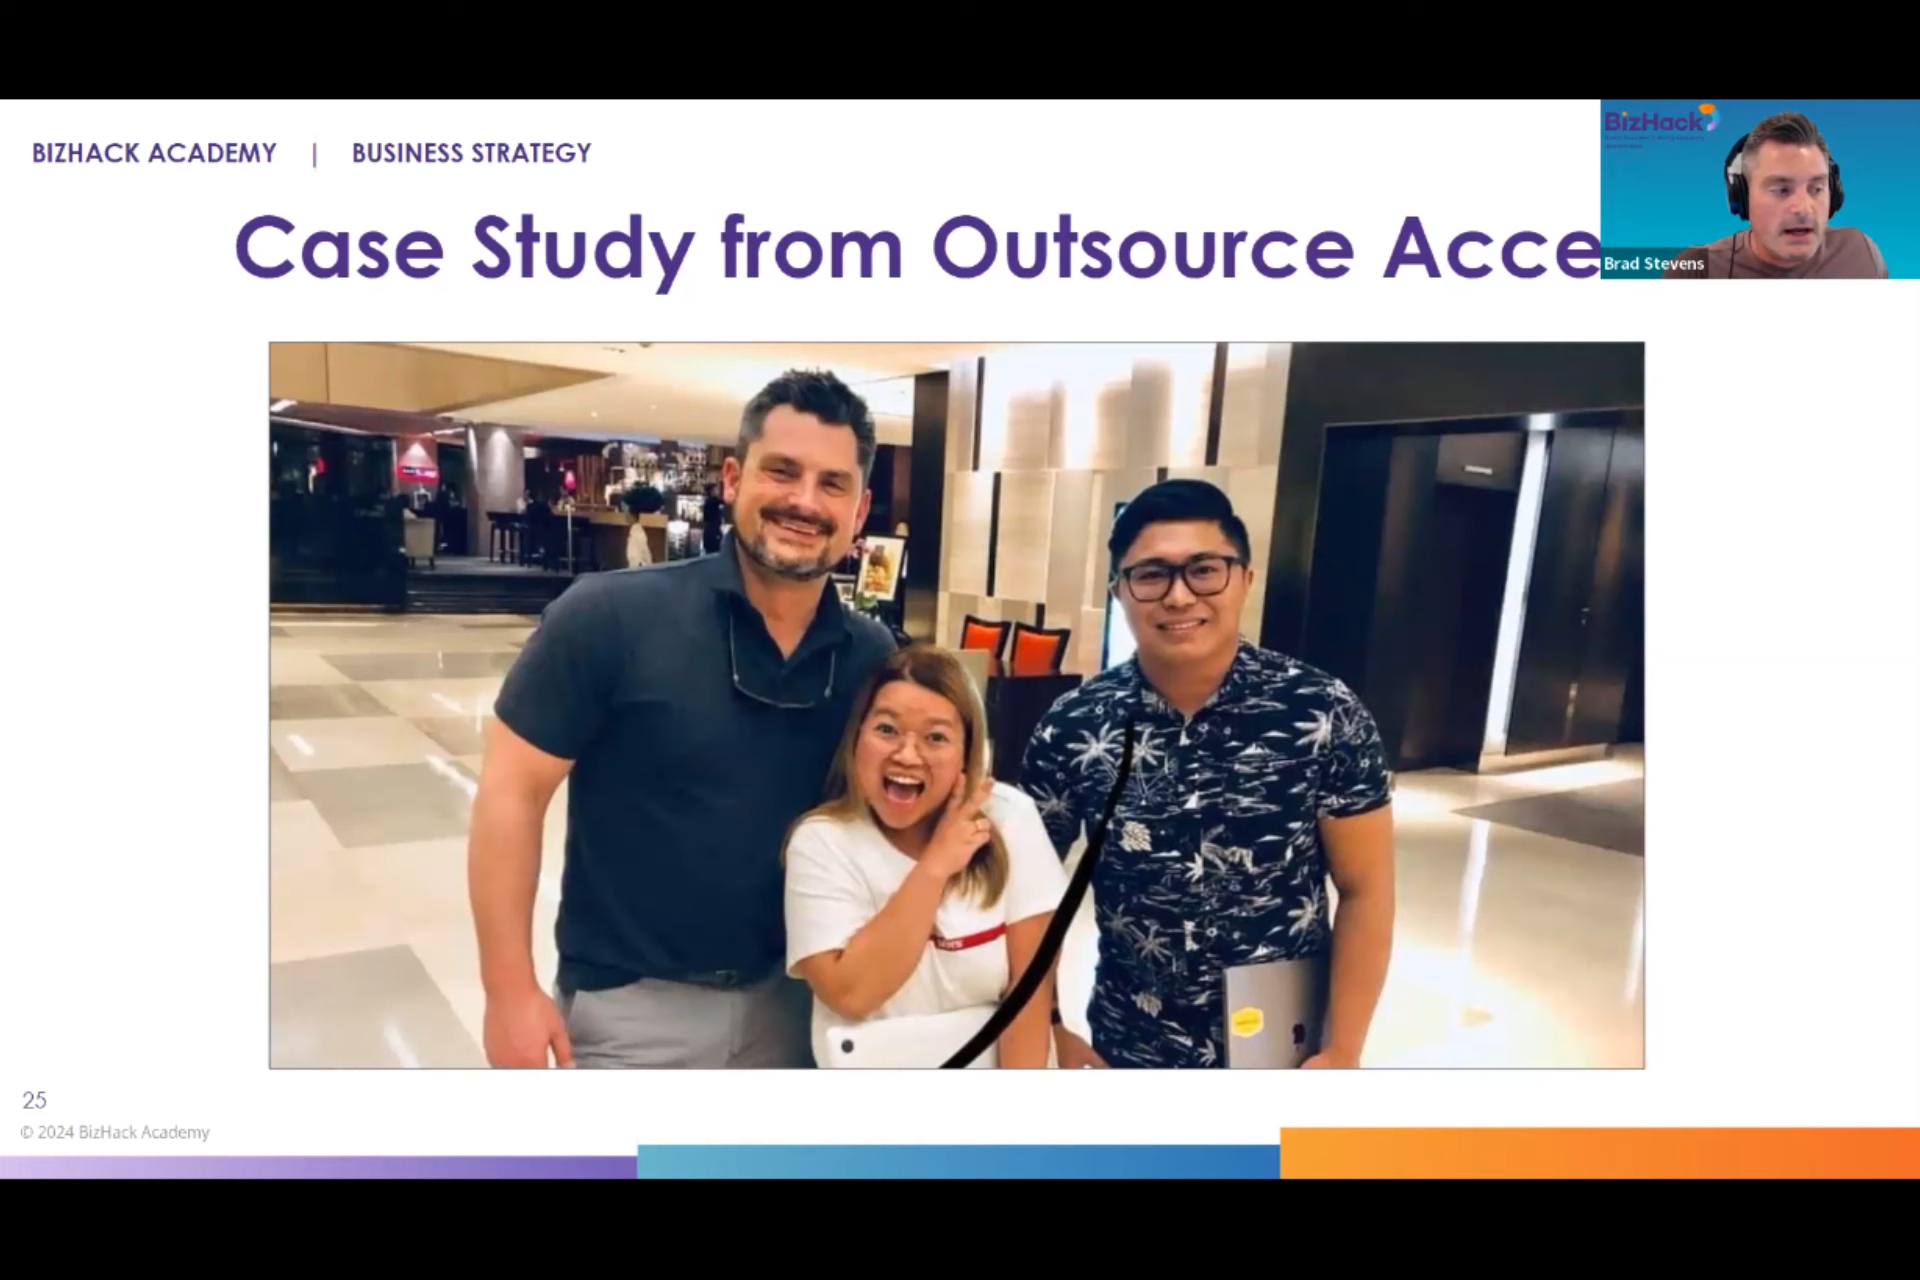 BIZHACK ACADEMY | BUSINESS STRATEGY
BizHack
Case Study from Outsource Acce
Brad Stevens
25
© 2024 BizHack Academy